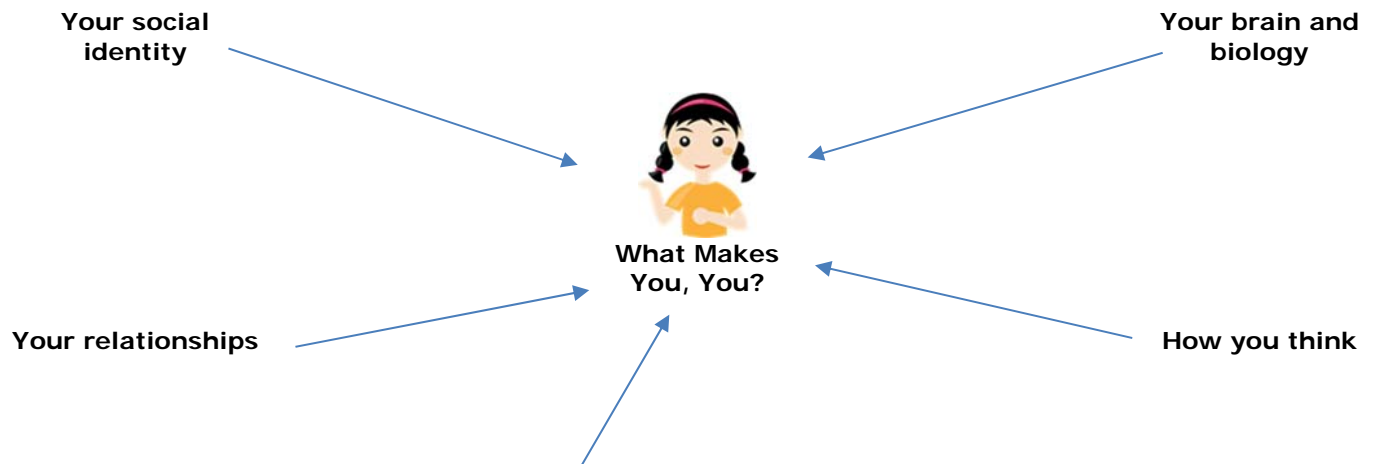 Your social
identity
Your brain and
biology
What Makes
You, You?
Your relationships
How you think